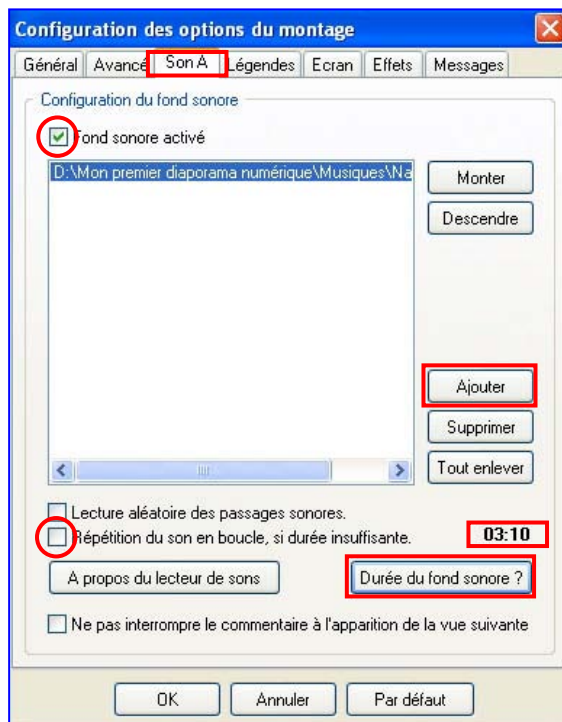 Configuration des options du montage
Général Avancé Son A Légendes Ecran Effets Messages
Configuration du fond sonore
Fond sonore activé
D:\Mon premier diaporama numérique\Musiques\Na
Monter
Descendre
Ajouter
Supprimer
Tout enlever
Lecture aléatoire des passages sonores.
Répétition du son en boucle, si durée insuffisante. 03:10
A propos du lecteur de sons Durée du fond sonore ?
Ne pas interrompre le commentaire à l'apparition de la vue suivante
OK Annuler Par défaut